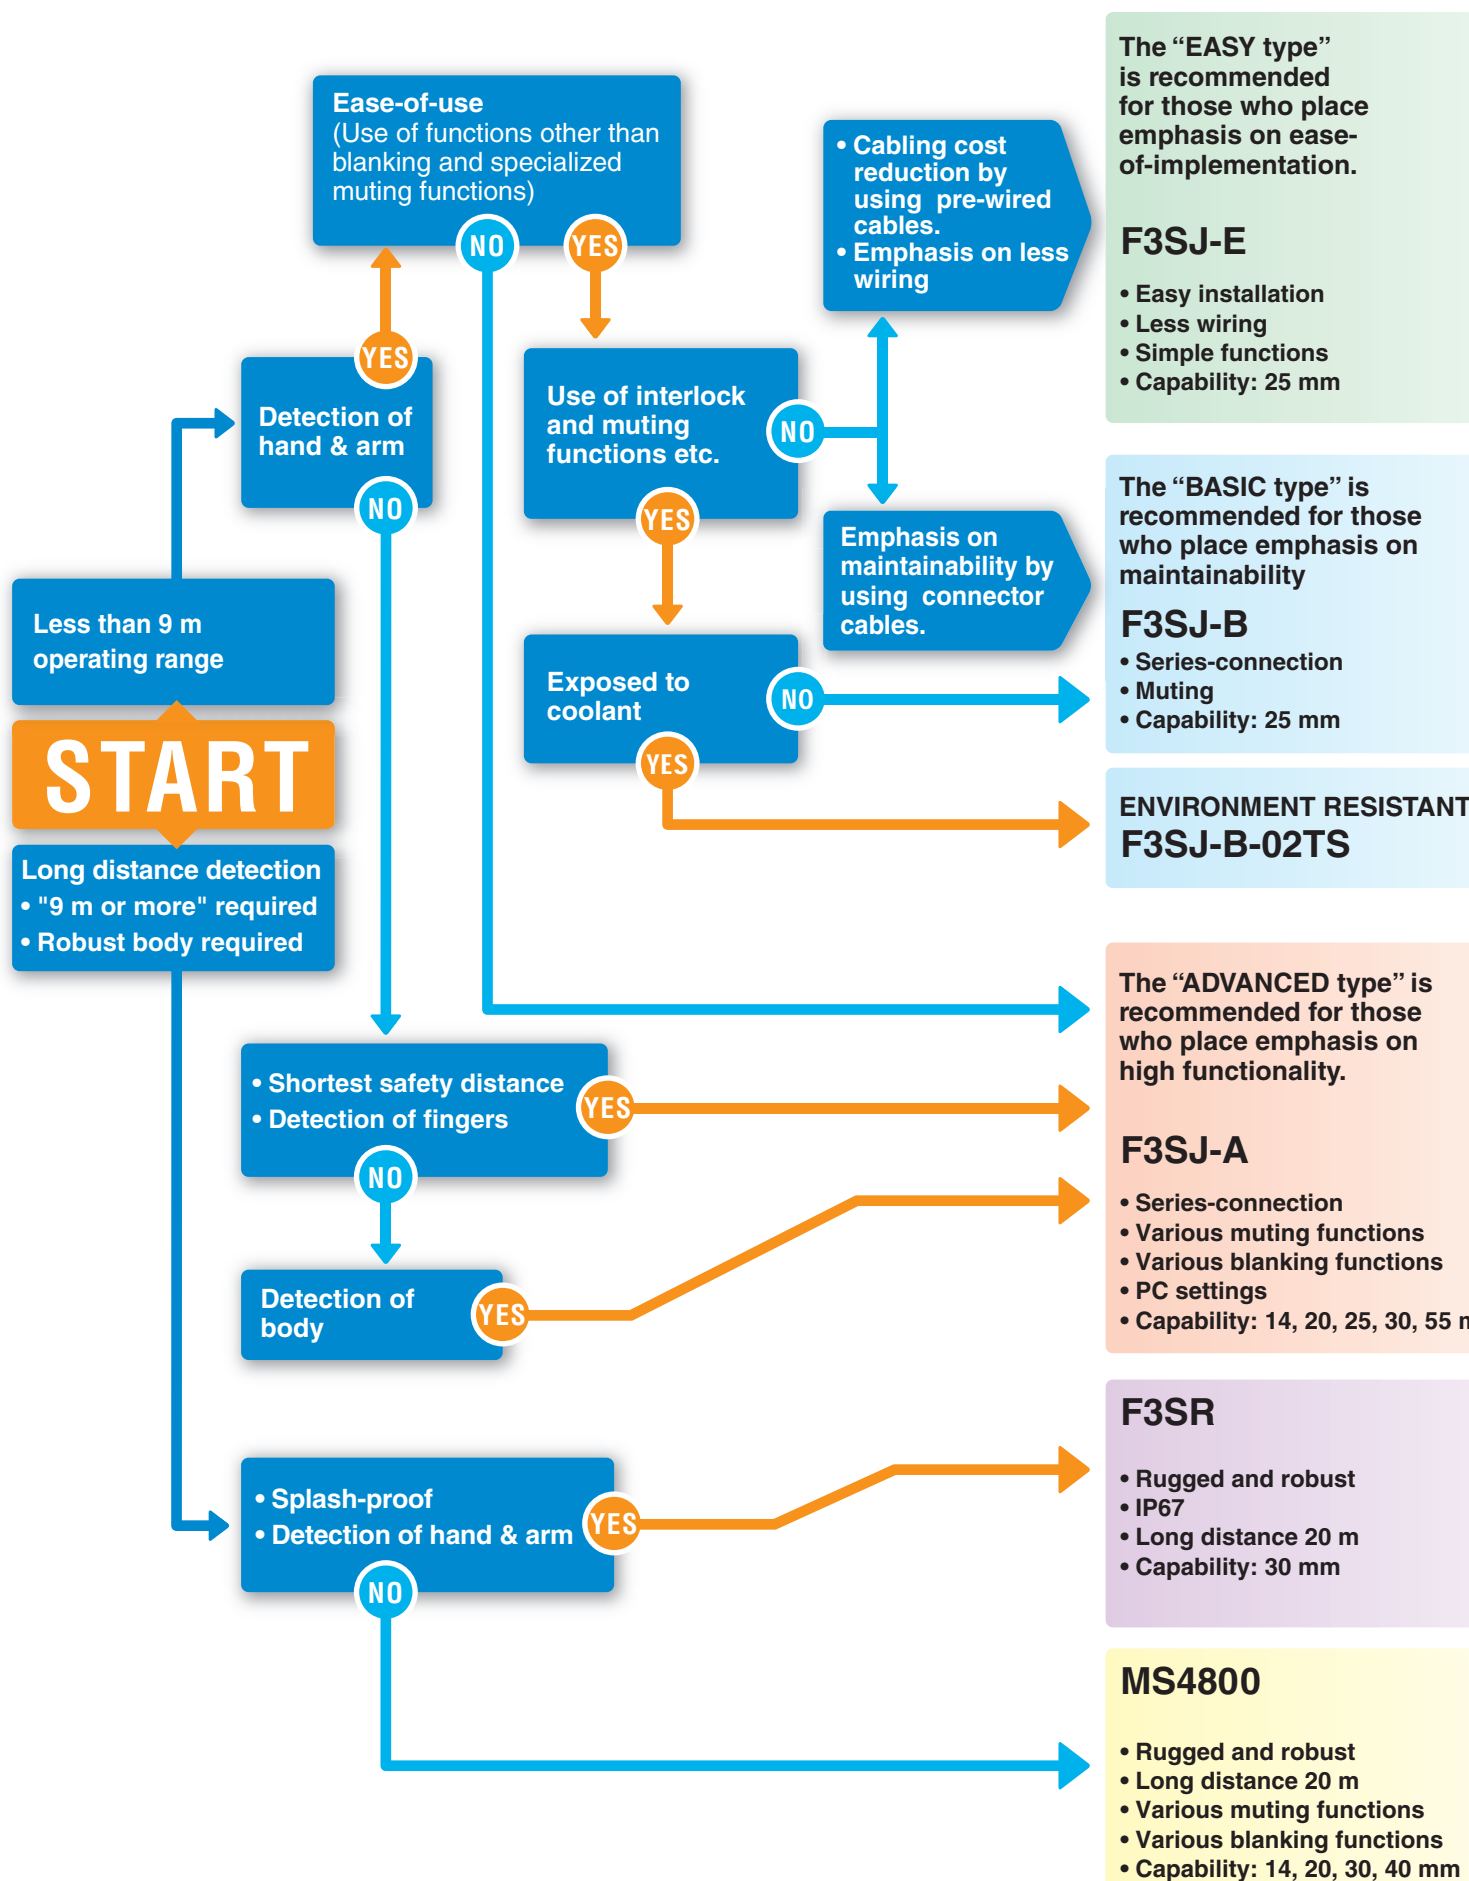 Ease-of-use
(Use of functions other than
blanking and specialized
muting functions)
NO
YES
• Cabling cost
reduction by
using pre-wired
cables.
• Emphasis on less
wiring
The “EASY type”
is recommended
for those who place
emphasis on ease-
of-implementation.
F3SJ-E
• Easy installation
• Less wiring
• Simple functions
• Capability: 25 mm
YES
Detection of
hand & arm
NO
Use of interlock
and muting
functions etc.
NO
YES
Emphasis on
maintainability by
using connector
cables.
The “BASIC type” is
recommended for those
who place emphasis on
maintainability
F3SJ-B
• Series-connection
• Muting
• Capability: 25 mm
Less than 9 m
operating range
Exposed to
coolant
NO
YES
START
ENVIRONMENT RESISTANT
F3SJ-B-02TS
Long distance detection
• "9 m or more" required
• Robust body required
The “ADVANCED type” is
recommended for those
who place emphasis on
high functionality.
F3SJ-A
• Series-connection
• Various muting functions
• Various blanking functions
• PC settings
• Capability: 14, 20, 25, 30, 55
• Shortest safety distance
• Detection of fingers
YES
NO
Detection of
body
YES
F3SR
• Rugged and robust
• IP67
• Long distance 20 m
• Capability: 30 mm
• Splash-proof
• Detection of hand & arm
YES
NO
MS4800
• Rugged and robust
• Long distance 20 m
• Various muting functions
• Various blanking functions
• Capability: 14, 20, 30, 40 mm